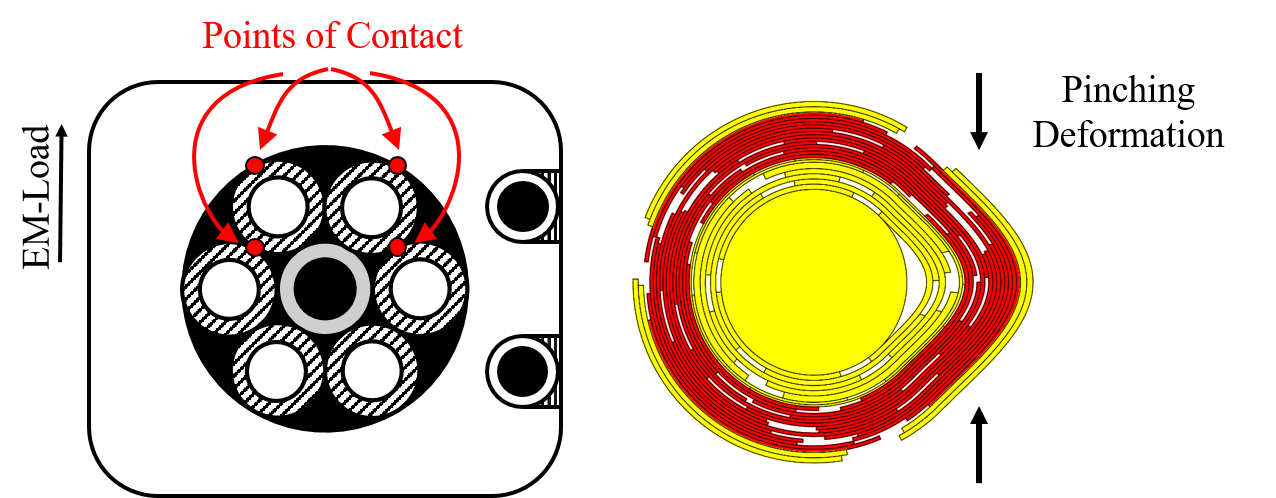 Points of Contact
EM-Load
Pinching
Deformation